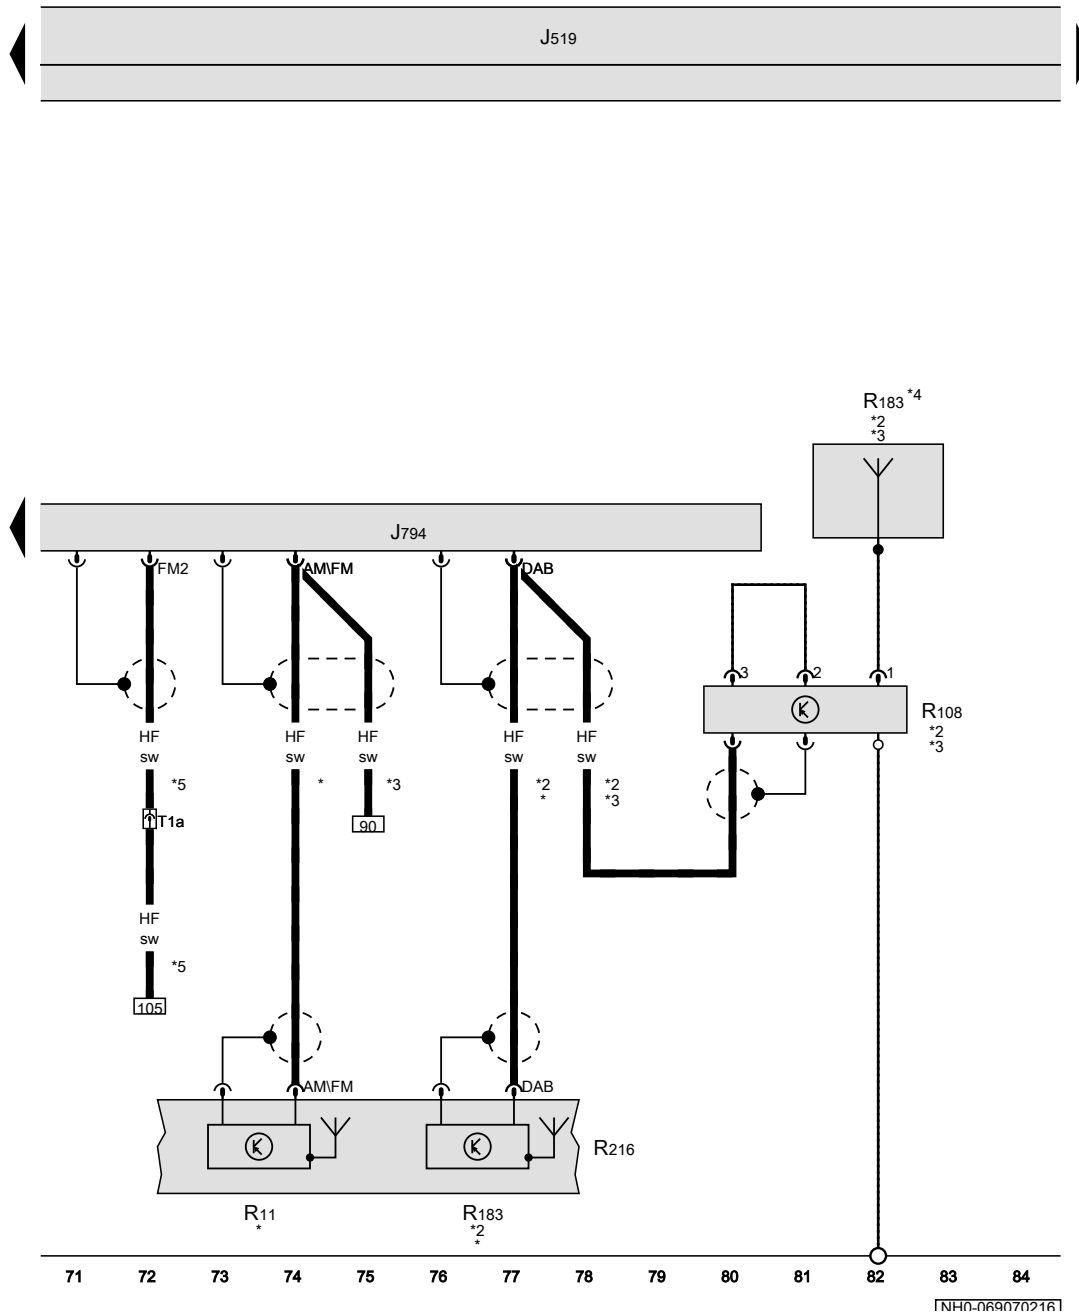 J519
R183 *4
*2
*3
J794
FM2
AM\FM
DAB
3
2
1
R108
*2
*3
HF
sw
HF
sw
HF
sw
HF
sw
HF
sw
*5
*
*3
*2
*
*2
*3
T1a
90
HF
sw
*5
105
AM\FM
DAB
R216
R11
*
R183
*2
*
71 72 73 74 75 76 77 78 79 80 81 82 83 84
NH0-069070216